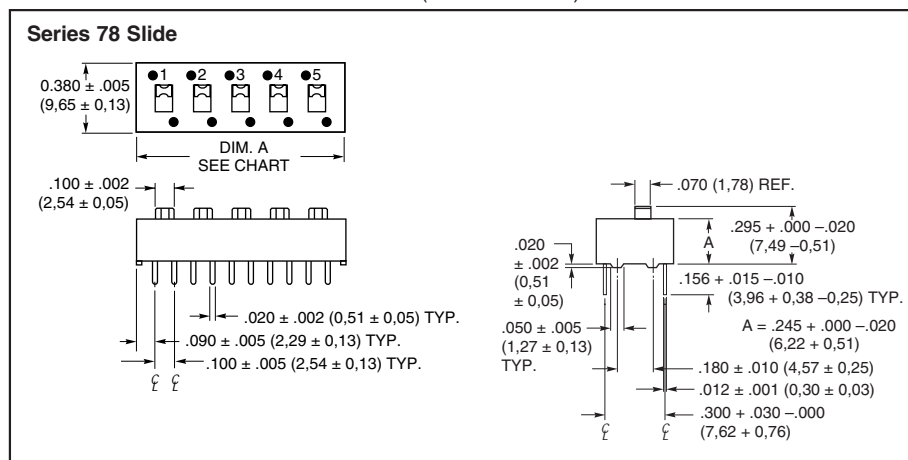 Series 78 Slide
1 2 3 4 5
0.380 ± .005
(9,65 ± 0,13)
DIM. A
SEE CHART
.100 ± .002
(2,54 ± 0,05)
.020 ± .002 (0,51 ± 0,05) TYP.
.090 ± .005 (2,29 ± 0,13) TYP.
.100 ± .005 (2,54 ± 0,13) TYP.
℄ ℄
.070 (1,78) REF.
A
.295 + .000 –.020
(7,49 –0,51)
.020
± .002
(0,51
± 0,05)
.156 + .015 –.010
(3,96 + 0,38 –0,25) TYP.
.050 ± .005
(1,27 ± 0,13)
TYP.
A = .245 + .000 –.020
(6,22 + 0,51)
.180 ± .010 (4,57 ± 0,25)
.012 ± .001 (0,30 ± 0,03)
.300 + .030 –.000
(7,62 + 0,76)
℄ ℄